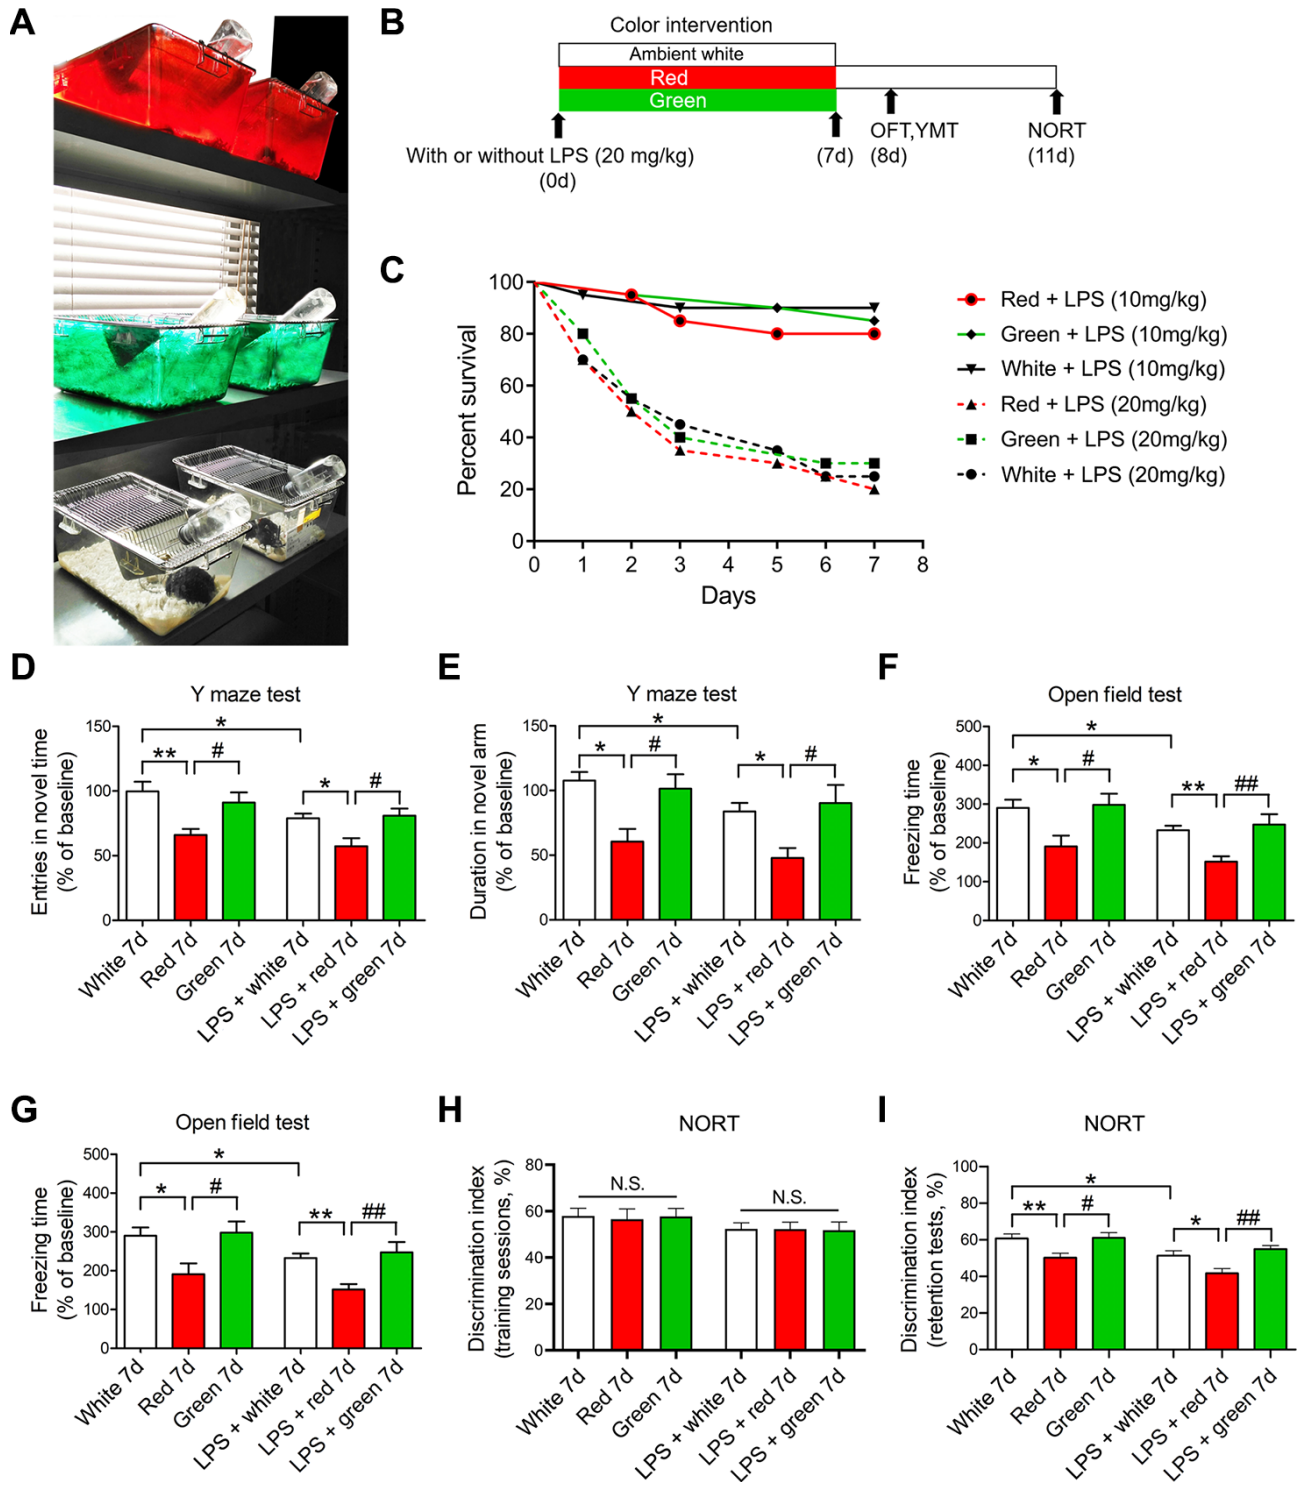 A
B
Color intervention
Ambient white
Red
Green
With or without LPS (20 mg/kg)
(0d)
(7d)
OFT,YMT
(8d)
NORT
(11d)
C
Percent survival
100
80
60
40
20
0
0 1 2 3 4 5 6 7 8
Days
Red + LPS (10mg/kg)
Green + LPS (10mg/kg)
White + LPS (10mg/kg)
Red + LPS (20mg/kg)
Green + LPS (20mg/kg)
White + LPS (20mg/kg)
D
Y maze test
Entries in novel time
(% of baseline)
150
100
50
0
*
** #
* #
White 7d
Red 7d
Green 7d
LPS + white 7d
LPS + red 7d
LPS + green 7d
E
Y maze test
Duration in novel arm
(% of baseline)
150
100
50
0
*
* #
* #
White 7d
Red 7d
Green 7d
LPS + white 7d
LPS + red 7d
LPS + green 7d
F
Open field test
Freezing time
(% of baseline)
500
400
300
200
100
0
*
* #
** ##
White 7d
Red 7d
Green 7d
LPS + white 7d
LPS + red 7d
LPS + green 7d
G
Open field test
Freezing time
(% of baseline)
500
400
300
200
100
0
*
* #
** ##
White 7d
Red 7d
Green 7d
LPS + white 7d
LPS + red 7d
LPS + green 7d
H
NORT
Discrimination index
(training sessions, %)
80
60
40
20
0
N.S.
N.S.
White 7d
Red 7d
Green 7d
LPS + white 7d
LPS + red 7d
LPS + green 7d
I
NORT
Discrimination index
(retention tests, %)
100
80
60
40
20
0
*
** #
* ##
White 7d
Red 7d
Green 7d
LPS + white 7d
LPS + red 7d
LPS + green 7d